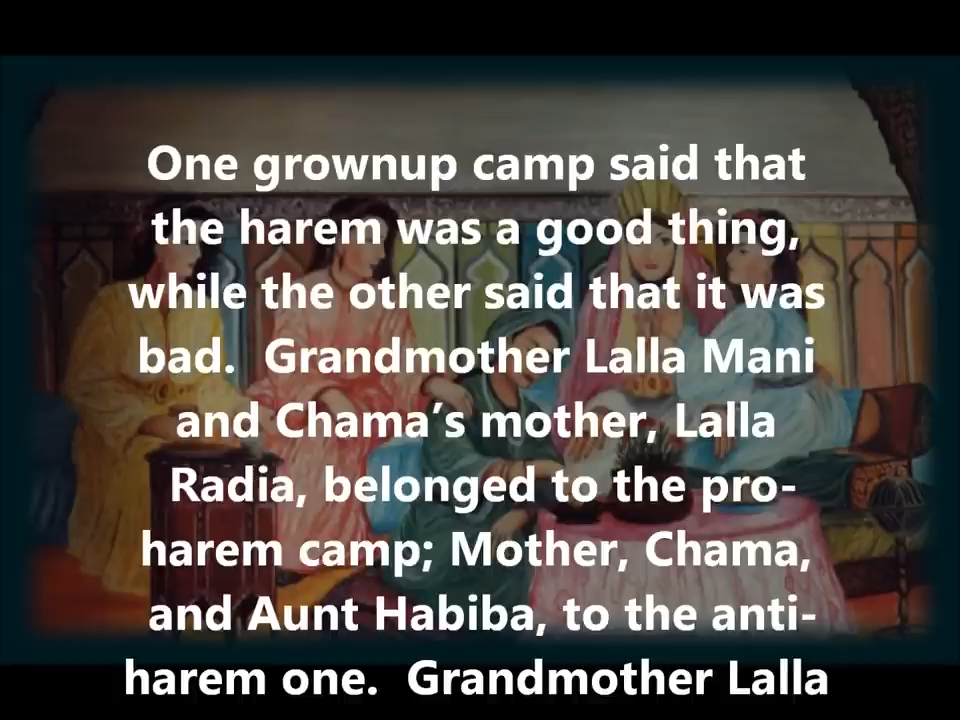 One grownup camp said that
the harem was a good thing,
while the other said that it was
bad.  Grandmother Lalla Mani
and Chama’s mother, Lalla
Radia, belonged to the pro-
harem camp; Mother, Chama,
and Aunt Habiba, to the anti-
harem one.  Grandmother Lalla